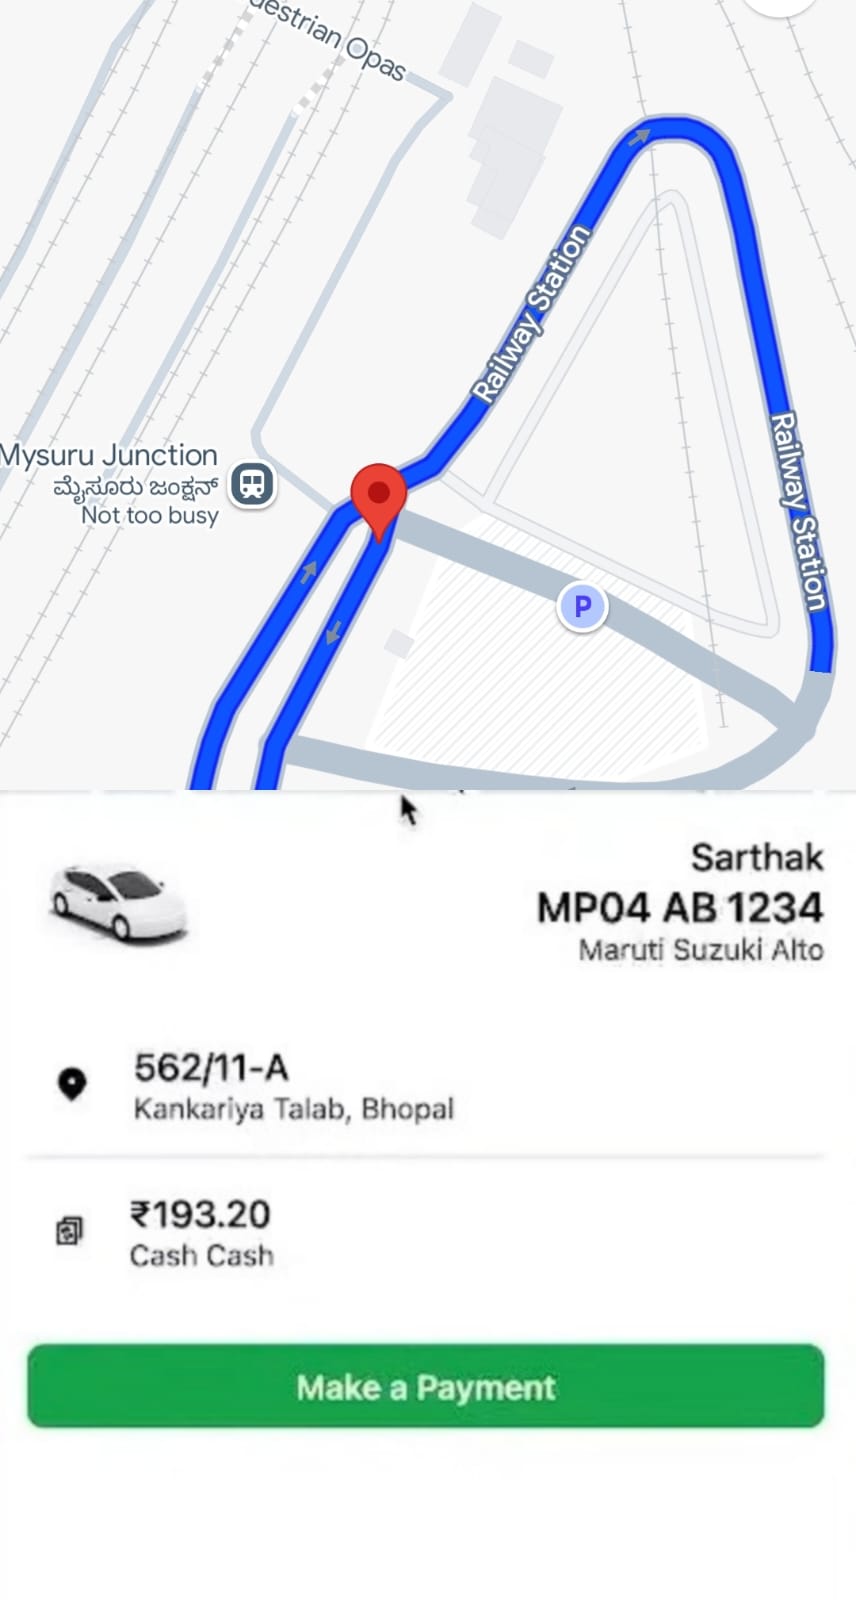 destrian Opas
Railway Station
Mysuru Junction
ಮೈಸೂರು ಜಂಕ್ಷನ್
Not too busy
Railway Station
P
Sarthak
MP04 AB 1234
Maruti Suzuki Alto
562/11-A
Kankariya Talab, Bhopal
₹193.20
Cash Cash
Make a Payment